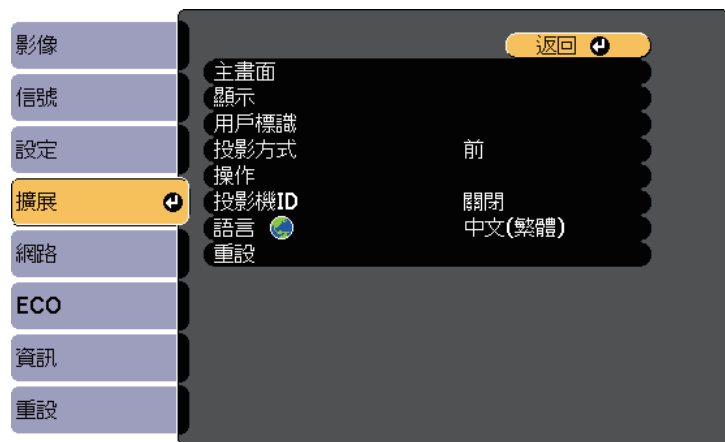 影像
信號
設定
擴展
網路
ECO
資訊
重設
返回
主畫面
顯示
用戶標識
投影方式 前
操作
投影機ID 關閉
語言 中文(繁體)
重設